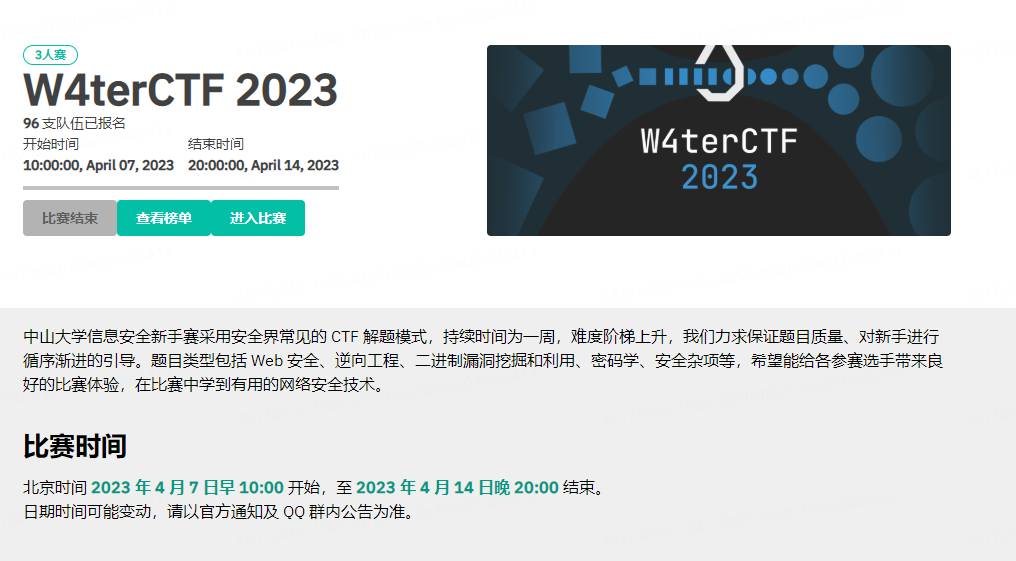 3人赛
W4terCTF 2023
96 支队伍已报名
开始时间 结束时间
10:00:00, April 07, 2023 20:00:00, April 14, 2023
比赛结束 查看榜单 进入比赛
W4terCTF
2023
中山大学信息安全新手赛采用安全界常见的 CTF 解题模式，持续时间为一周，难度阶梯上升，我们力求保证题目质量、对新手进行
循序渐进的引导。题目类型包括 Web 安全、逆向工程、二进制漏洞挖掘和利用、密码学、安全杂项等，希望能给各参赛选手带来良
好的比赛体验，在比赛中学到有用的网络安全技术。
比赛时间
北京时间 2023 年 4 月 7 日早 10:00 开始，至 2023 年 4 月 14 日晚 20:00 结束。
日期时间可能变动，请以官方通知及 QQ 群内公告为准。